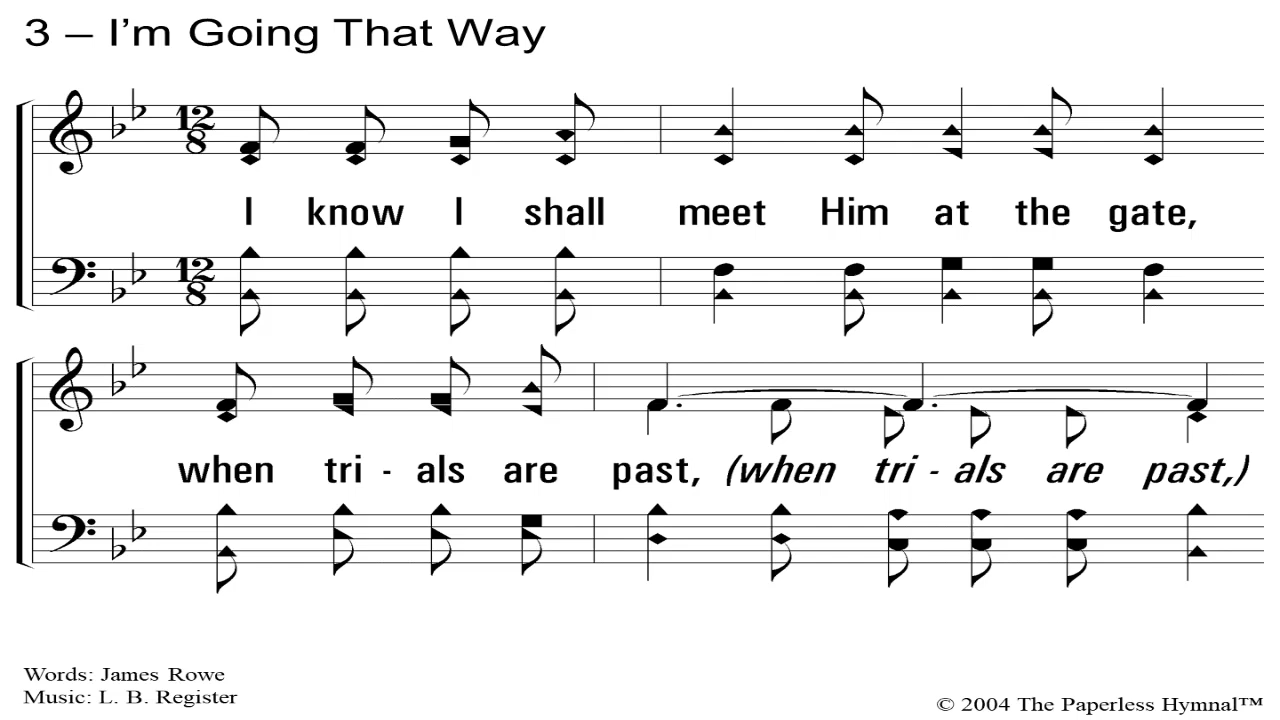 3 – I’m Going That Way
12
8
I know I shall meet Him at the gate,
12
8
when tri - als are past, (when tri - als are past,)
Words: James Rowe
Music: L. B. Register
© 2004 The Paperless Hymnal™